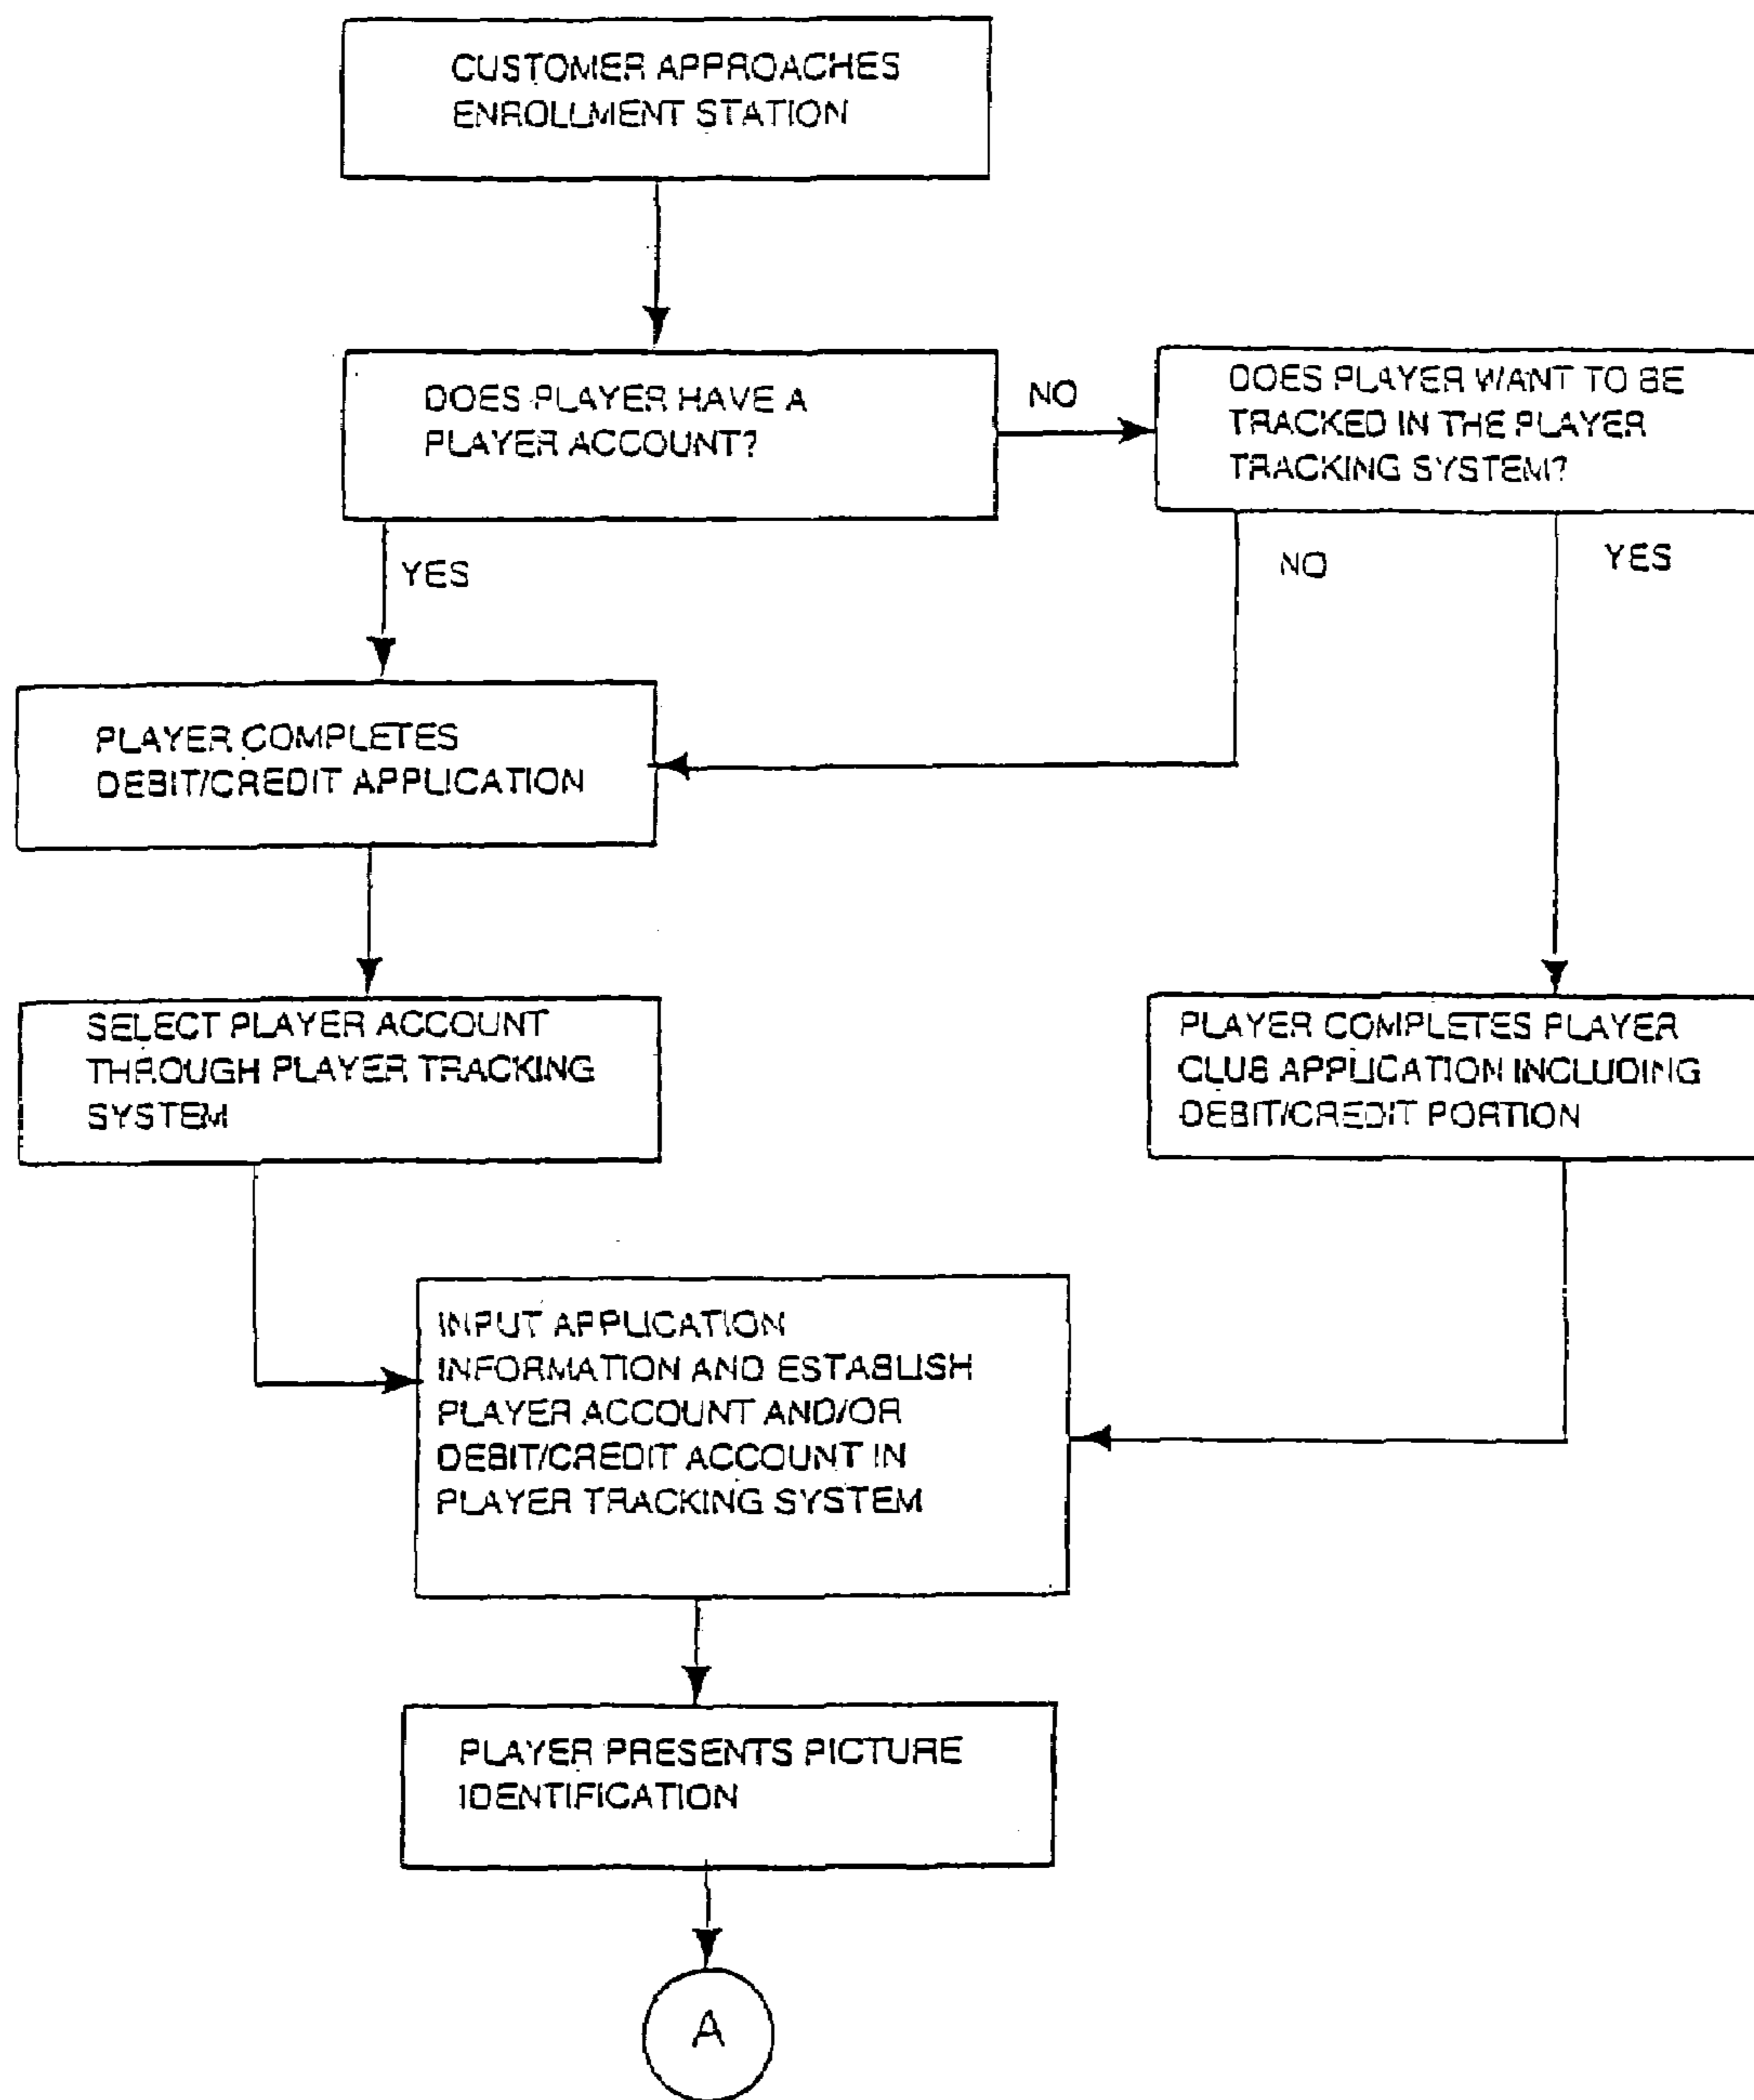 CUSTOMER APPROACHES
ENROLLMENT STATION
DOES PLAYER HAVE A
PLAYER ACCOUNT?
NO
DOES PLAYER WANT TO BE
TRACKED IN THE PLAYER
TRACKING SYSTEM?
YES
NO
YES
PLAYER COMPLETES
DEBIT/CREDIT APPLICATION
SELECT PLAYER ACCOUNT
THROUGH PLAYER TRACKING
SYSTEM
PLAYER COMPLETES PLAYER
CLUB APPLICATION INCLUDING
DEBIT/CREDIT PORTION
INPUT APPLICATION
INFORMATION AND ESTABLISH
PLAYER ACCOUNT AND/OR
DEBIT/CREDIT ACCOUNT IN
PLAYER TRACKING SYSTEM
PLAYER PRESENTS PICTURE
IDENTIFICATION
A